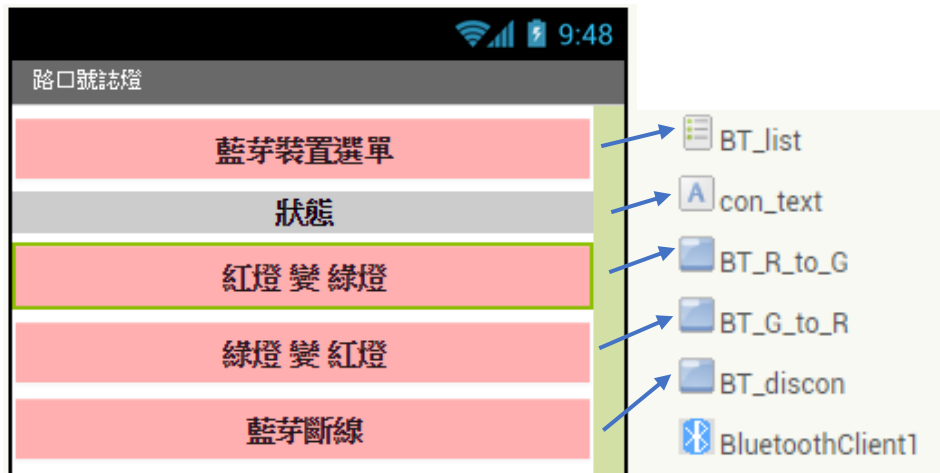 9:48
路口號誌燈
藍芽裝置選單
狀態
紅燈 變 綠燈
綠燈 變 紅燈
藍芽斷線
BT_list
A
con_text
BT_R_to_G
BT_G_to_R
BT_discon
BluetoothClient1